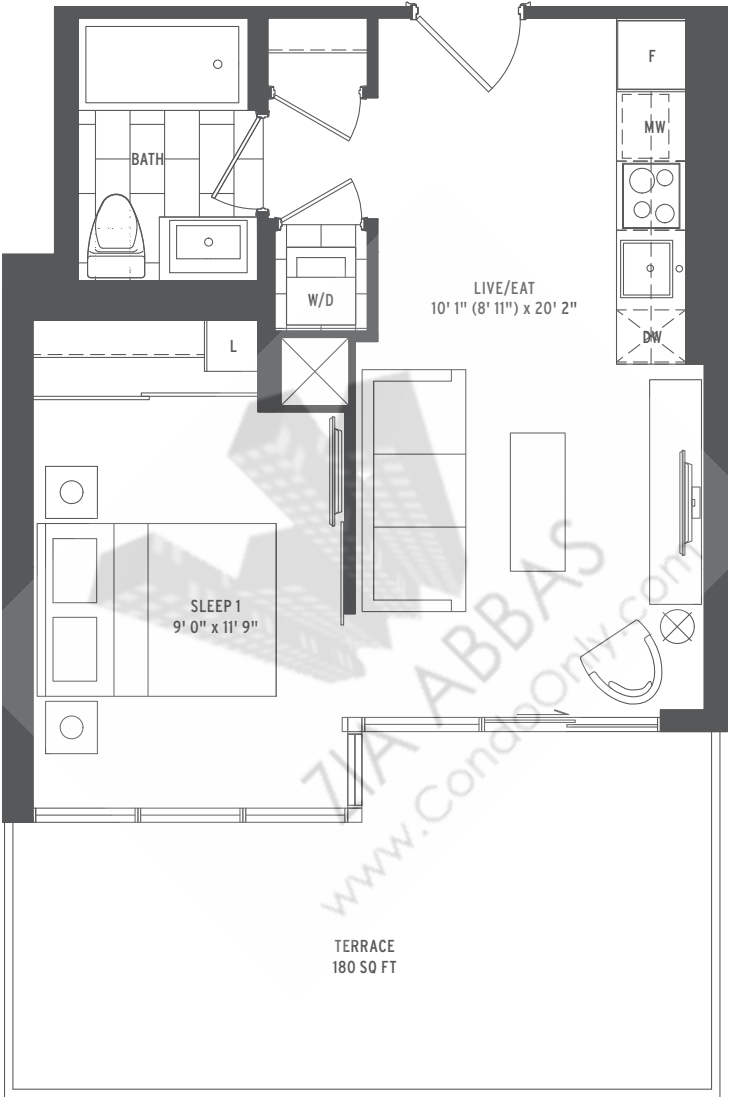 F
MW
BATH
LIVE/EAT
10' 1" (8' 11") x 20' 2"
W/D
DW
L
SLEEP 1
9' 0" x 11' 9"
ZIA ABBAS
www.CondoOnly.com
TERRACE
180 SQ FT